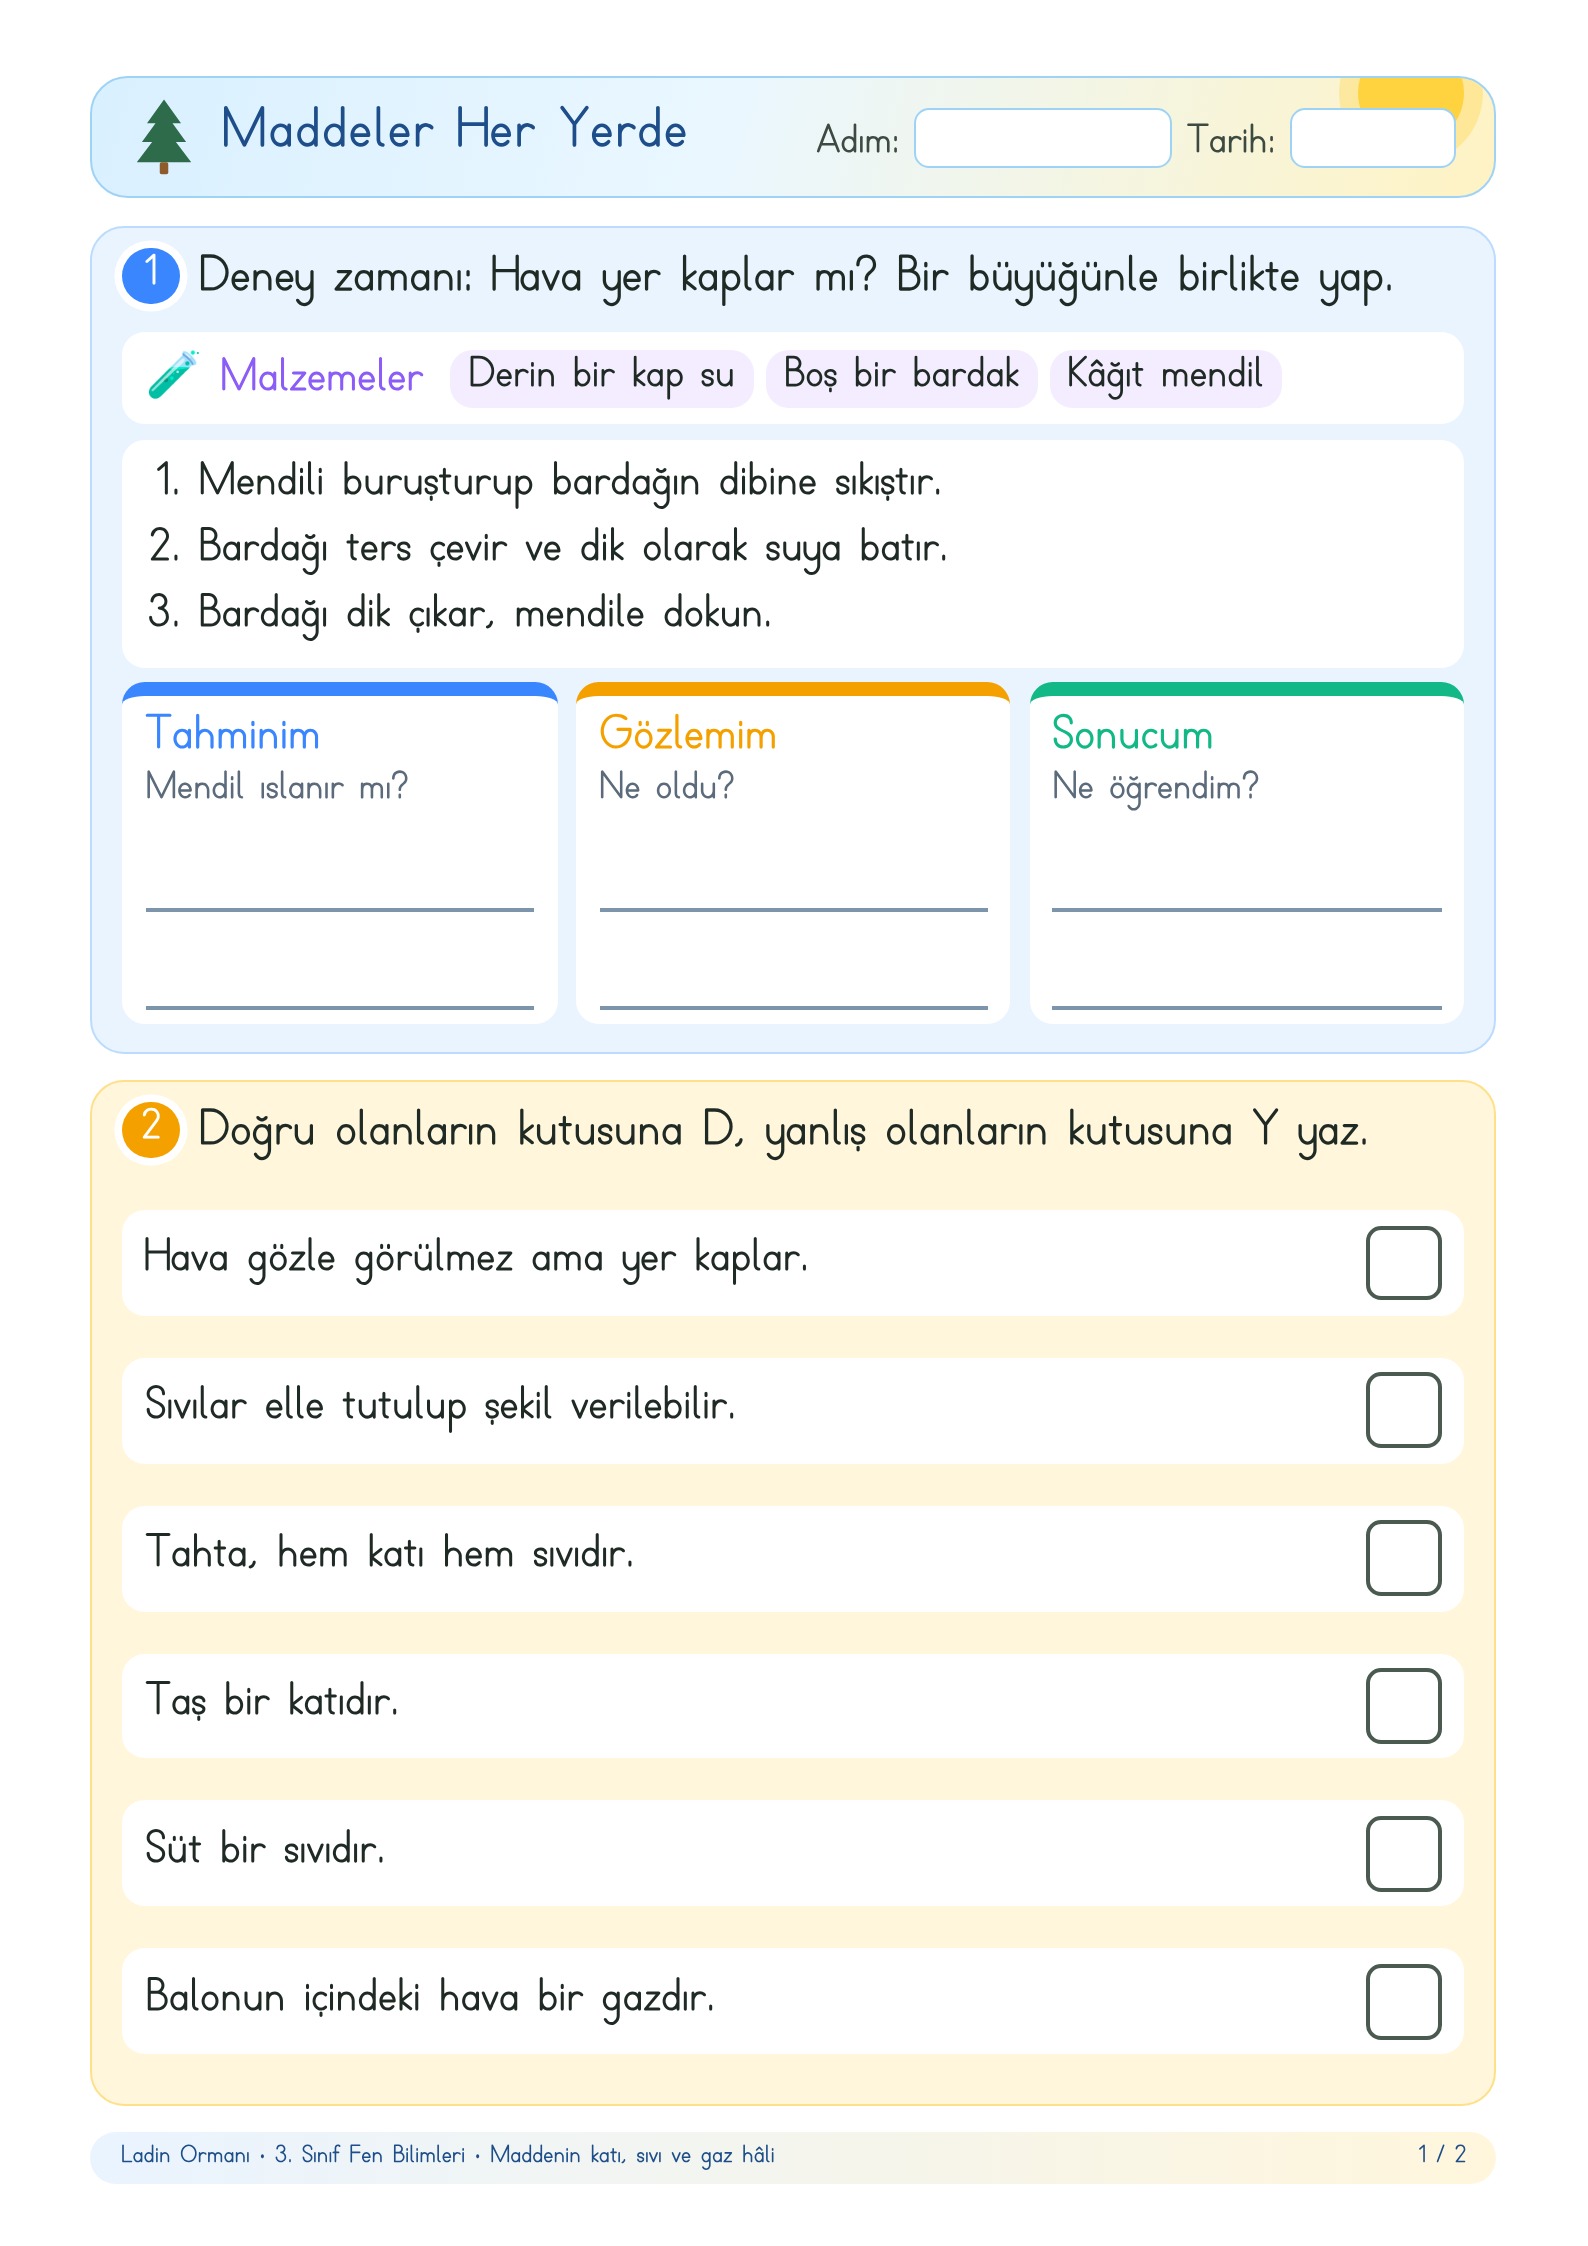 Maddeler Her Yerde
Adım:
Tarih:
1 Deney zamanı: Hava yer kaplar mı? Bir büyüğünle birlikte yap.
Malzemeler Derin bir kap su Boş bir bardak Kâğıt mendil
1. Mendili buruşturup bardağın dibine sıkıştır.
2. Bardağı ters çevir ve dik olarak suya batır.
3. Bardağı dik çıkar, mendile dokun.
Tahminim
Mendil ıslanır mı?
Gözlemim
Ne oldu?
Sonucum
Ne öğrendim?
2 Doğru olanların kutusuna D, yanlış olanların kutusuna Y yaz.
Hava gözle görülmez ama yer kaplar.
Sıvılar elle tutulup şekil verilebilir.
Tahta, hem katı hem sıvıdır.
Taş bir katıdır.
Süt bir sıvıdır.
Balonun içindeki hava bir gazdır.
Ladin Ormanı • 3. Sınıf Fen Bilimleri • Maddenin katı, sıvı ve gaz hâli
1 / 2